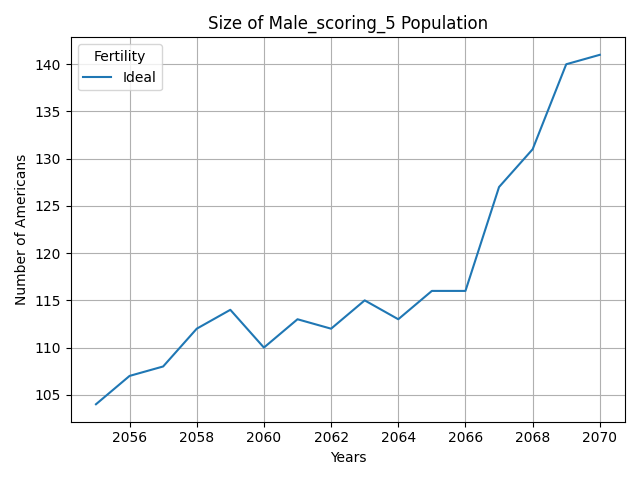 Size of Male_scoring_5 Population
Fertility
Ideal
Number of Americans
140
135
130
125
120
115
110
105
2056 2058 2060 2062 2064 2066 2068 2070
Years